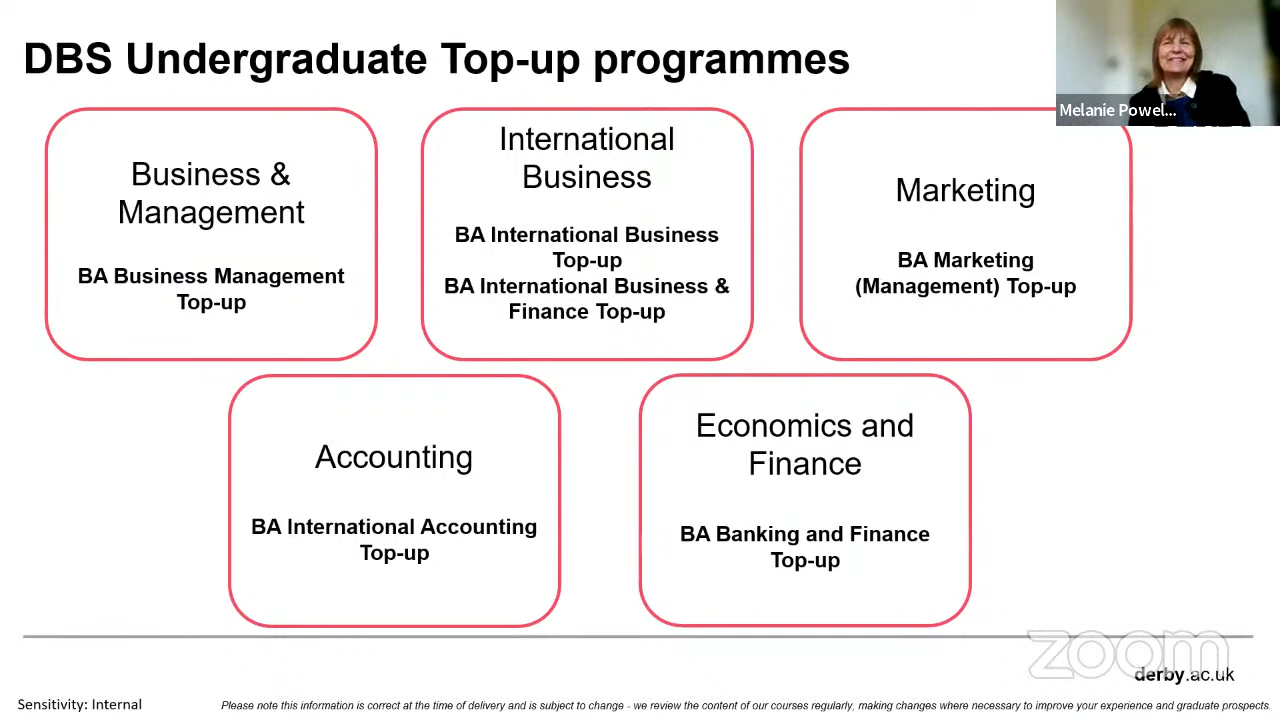 DBS Undergraduate Top-up programmes
Melanie Powel...
Business &
Management
BA Business Management
Top-up
International
Business
BA International Business
Top-up
BA International Business &
Finance Top-up
Marketing
BA Marketing
(Management) Top-up
Accounting
BA International Accounting
Top-up
Economics and
Finance
BA Banking and Finance
Top-up
zoom
derby.ac.uk
Sensitivity: Internal
Please note this information is correct at the time of delivery and is subject to change - we review the content of our courses regularly, making changes where necessary to improve your experience and graduate prospects.